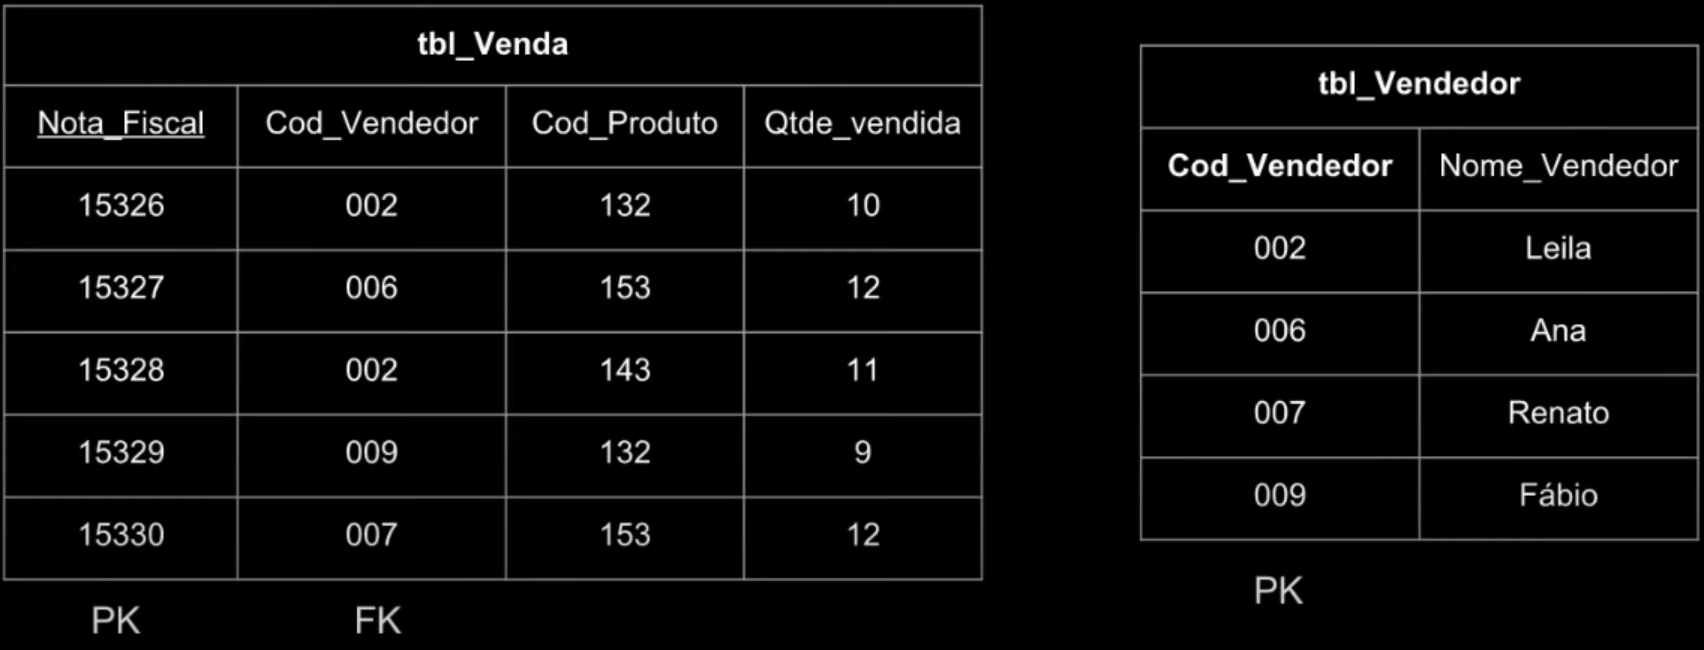 tbl_Venda
Nota_Fiscal Cod_Vendedor Cod_Produto Qtde_vendida
15326 002 132 10
15327 006 153 12
15328 002 143 11
15329 009 132 9
15330 007 153 12
PK FK
tbl_Vendedor
Cod_Vendedor Nome_Vendedor
002 Leila
006 Ana
007 Renato
009 Fábio
PK